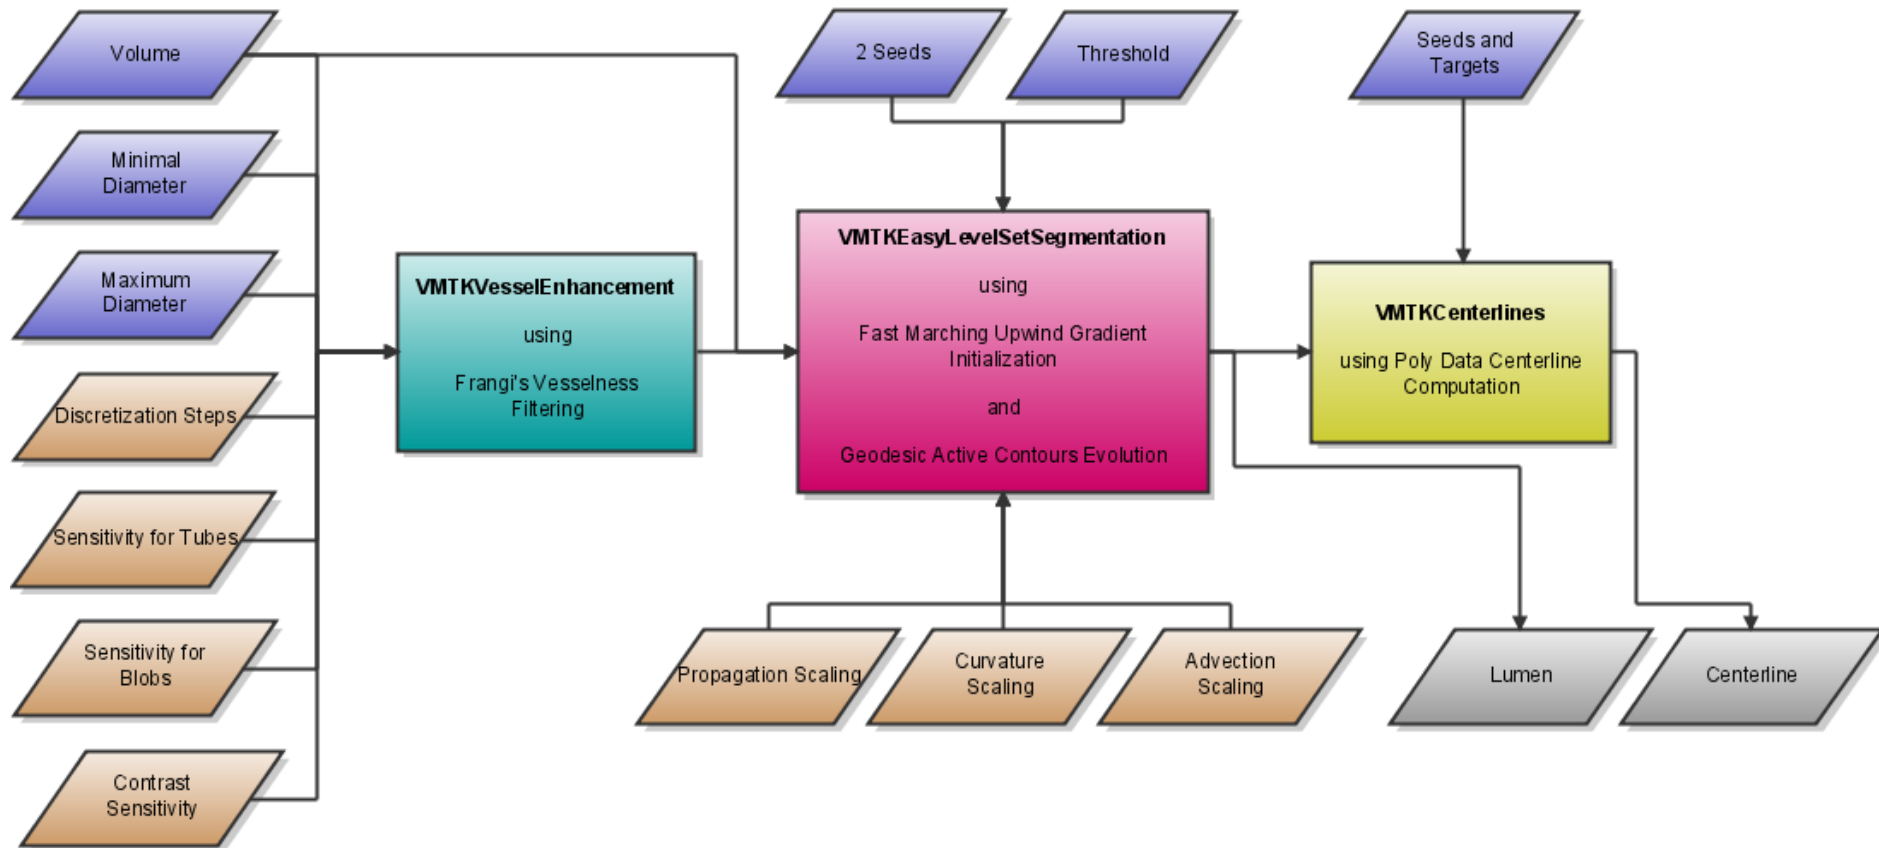 Volume
Minimal
Diameter
Maximum
Diameter
Discretization Steps
Sensitivity for Tubes
Sensitivity for
Blobs
Contrast
Sensitivity
VMTKVesselEnhancement
using
Frangi's Vesselness
Filtering
2 Seeds
Threshold
VMTKEasyLevelSetSegmentation
using
Fast Marching Upwind Gradient
Initialization
and
Geodesic Active Contours Evolution
Propagation Scaling
Curvature
Scaling
Advection
Scaling
Seeds and
Targets
VMTKCenterlines
using Poly Data Centerline
Computation
Lumen
Centerline